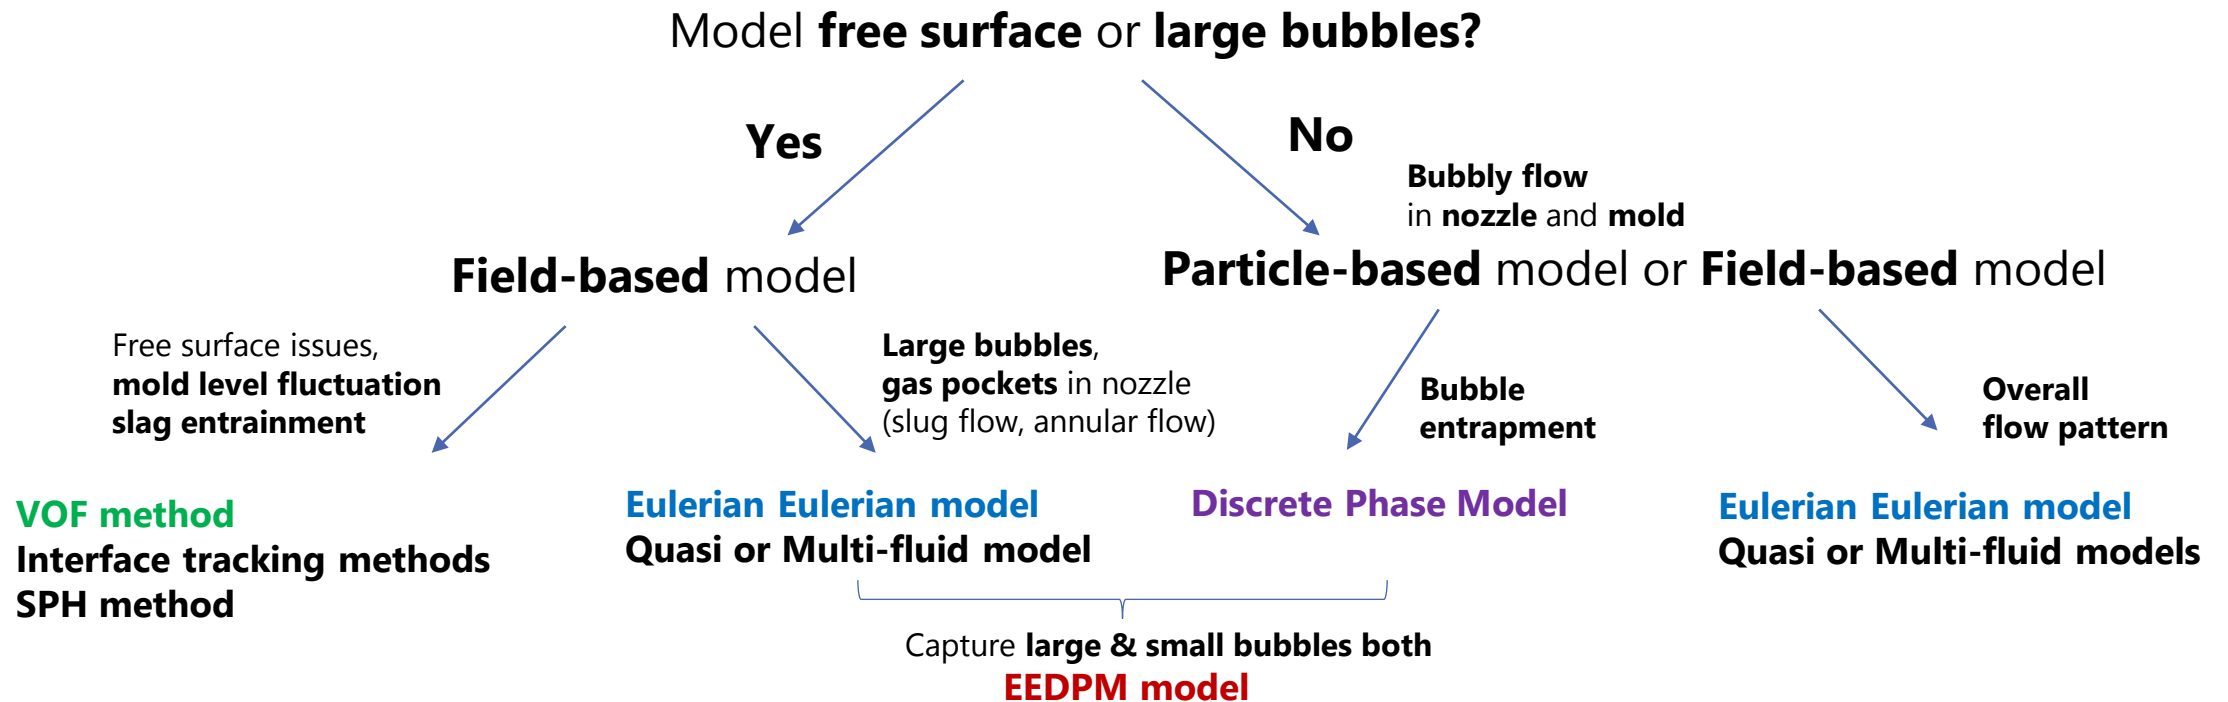 Model free surface or large bubbles?
Yes
No
Bubbly flow
in nozzle and mold
Field-based model
Particle-based model or Field-based model
Free surface issues,
mold level fluctuation
slag entrainment
Large bubbles,
gas pockets in nozzle
(slug flow, annular flow)
Bubble
entrapment
Overall
flow pattern
VOF method
Interface tracking methods
SPH method
Eulerian Eulerian model
Quasi or Multi-fluid model
Discrete Phase Model
Eulerian Eulerian model
Quasi or Multi-fluid models
Capture large & small bubbles both
EEDPM model